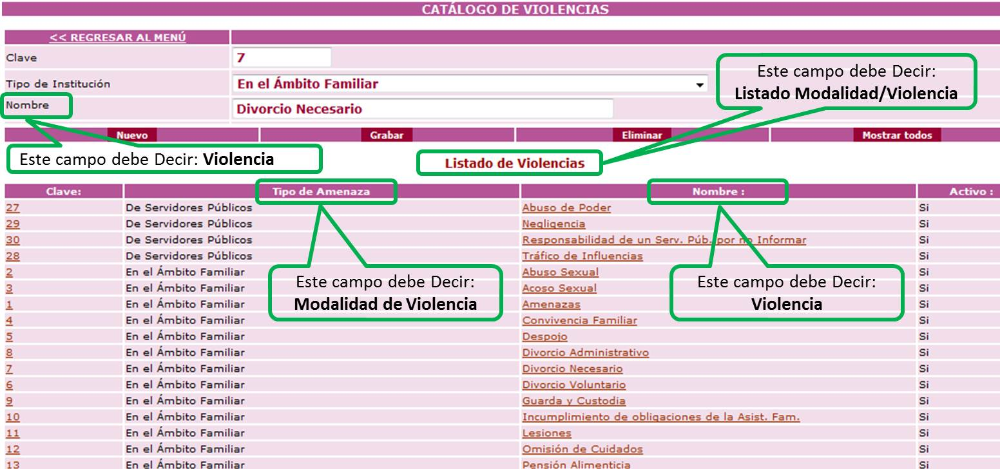 CATÁLOGO DE VIOLENCIAS
<< REGRESAR AL MENÚ
Clave 7
Tipo de Institución En el Ámbito Familiar
Nombre Divorcio Necesario
Este campo debe Decir:
Listado Modalidad/Violencia
Nuevo Grabar Eliminar Mostrar todos
Este campo debe Decir: Violencia
Listado de Violencias
Clave: Tipo de Amenaza Nombre : Activo :
27 De Servidores Públicos Abuso de Poder Si
29 De Servidores Públicos Negligencia Si
30 De Servidores Públicos Responsabilidad de un Serv. Púb. por no Informar Si
28 De Servidores Públicos Tráfico de Influencias Si
2 En el Ámbito Familiar Abuso Sexual Si
3 En el Ámbito Familiar Acoso Sexual Si
1 En el Ámbito Familiar Amenazas Si
4 En el Ámbito Familiar Convivencia Familiar Si
5 En el Ámbito Familiar Despojo Si
8 En el Ámbito Familiar Divorcio Administrativo Si
7 En el Ámbito Familiar Divorcio Necesario Si
6 En el Ámbito Familiar Divorcio Voluntario Si
9 En el Ámbito Familiar Guarda y Custodia Si
10 En el Ámbito Familiar Incumplimiento de obligaciones de la Asist. Fam. Si
11 En el Ámbito Familiar Lesiones Si
12 En el Ámbito Familiar Omisión de Cuidados Si
13 En el Ámbito Familiar Pensión Alimenticia Si
Este campo debe Decir:
Modalidad de Violencia
Este campo debe Decir:
Violencia